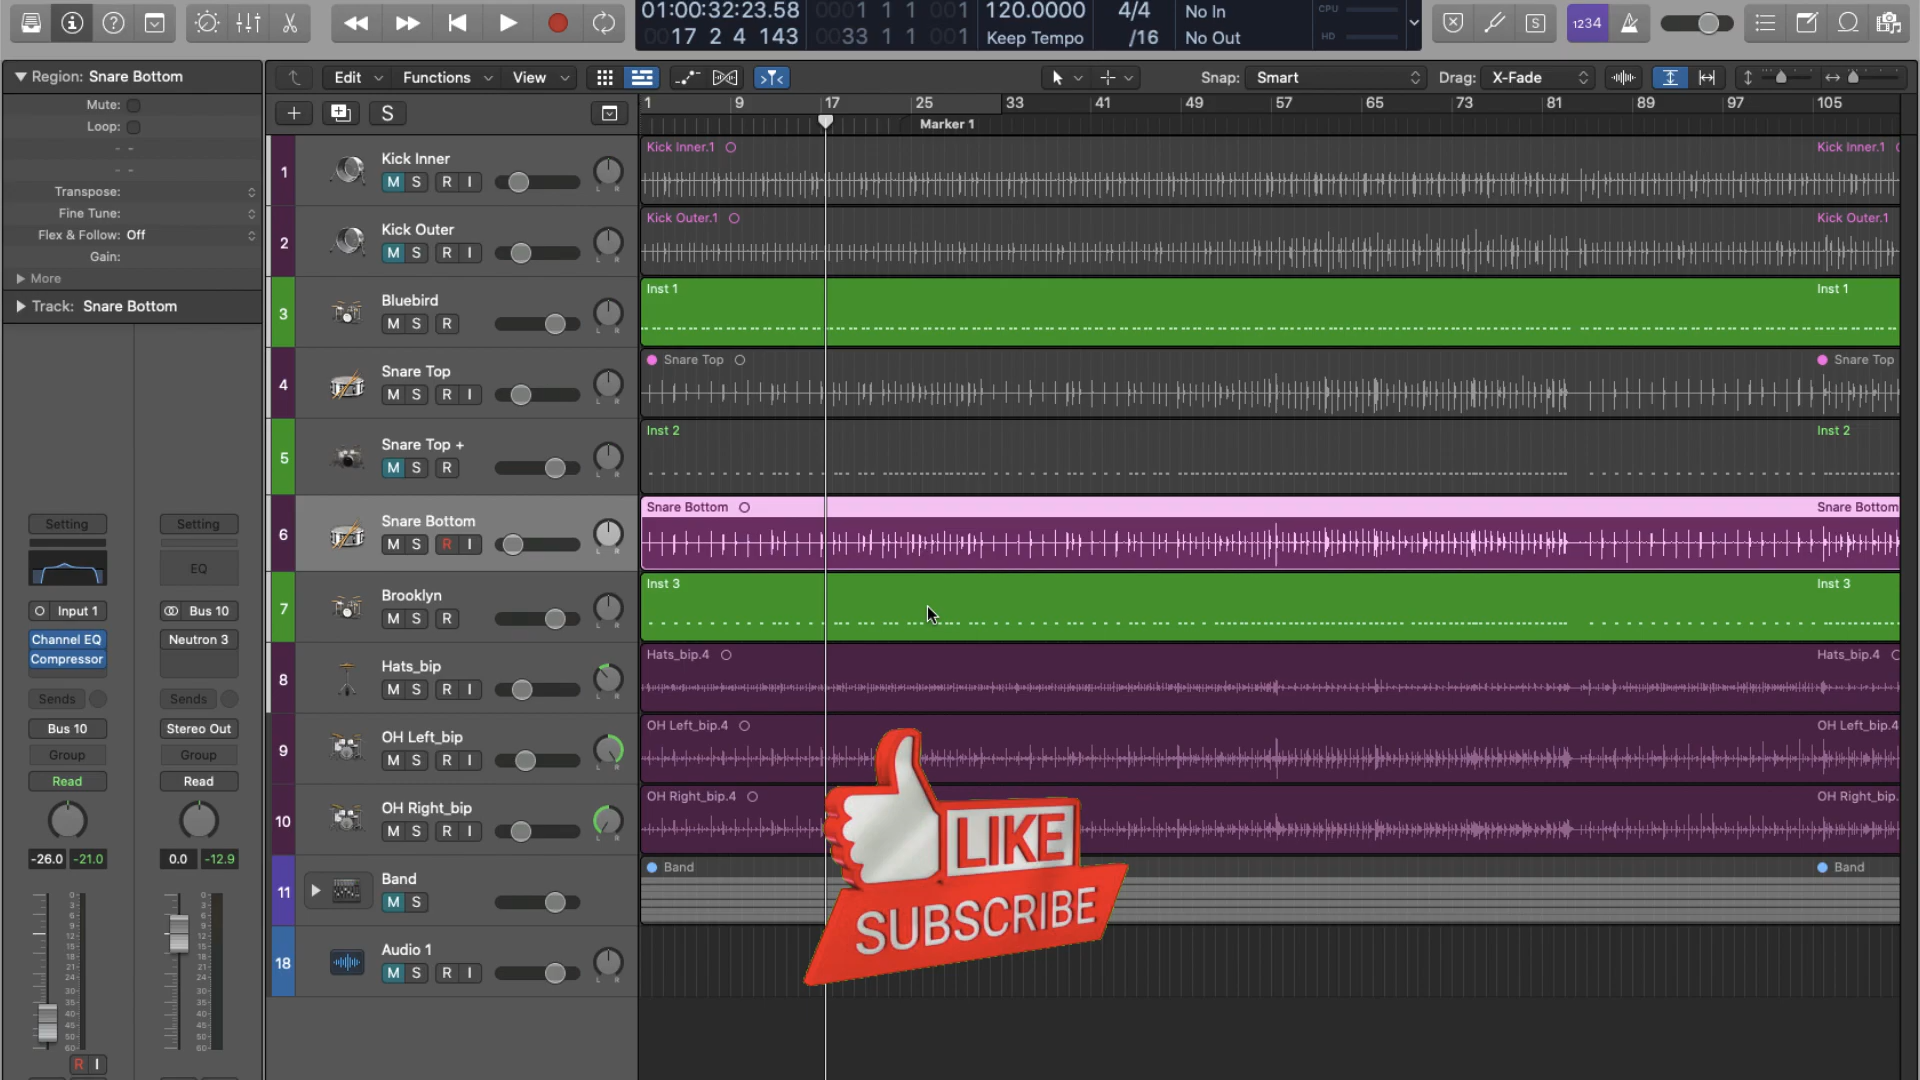 1234
01:00:32:23.58
0001 1 1 001
120.0000
4/4
No In
CPU
0017 2 4 143
0033 1 1 001
Keep Tempo
/16
No Out
HD
Region: Snare Bottom
Mute:
Loop:
Transpose:
Fine Tune:
Flex & Follow: Off
Gain:
More
Track: Snare Bottom
Edit
Functions
View
Snap: Smart
Drag: X-Fade
S
1 9 17 25 33 41 49 57 65 73 81 89 97 105
Marker 1
1
Kick Inner
M S R I
Kick Inner.1
Kick Inner.1
2
Kick Outer
M S R I
Kick Outer.1
Kick Outer.1
3
Bluebird
M S R
Inst 1
Inst 1
4
Snare Top
M S R I
Snare Top
Snare Top
5
Snare Top +
M S R
Inst 2
Inst 2
6
Snare Bottom
M S R I
Snare Bottom
Snare Bottom
7
Brooklyn
M S R
Inst 3
Inst 3
8
Hats_bip
M S R I
Hats_bip.4
Hats_bip.4
9
OH Left_bip
M S R I
OH Left_bip.4
OH Left_bip.4
10
OH Right_bip
M S R I
OH Right_bip.4
OH Right_bip.
11
Band
M S
Band
Band
18
Audio 1
M S R I
Setting
Setting
EQ
Input 1
Bus 10
Channel EQ
Neutron 3
Compressor
Sends
Sends
Bus 10
Stereo Out
Group
Group
Read
Read
-26.0 -21.0
0.0 -12.9
R I
LIKE
SUBSCRIBE